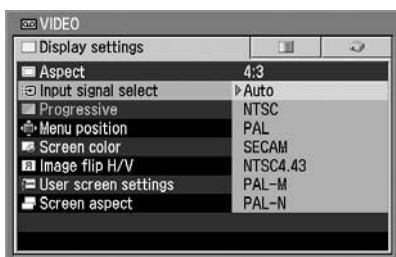 VIDEO
Display settings
Aspect 4:3
Input signal select Auto
Progressive NTSC
Menu position PAL
Screen color SECAM
Image flip H/V NTSC4.43
User screen settings PAL-M
Screen aspect PAL-N